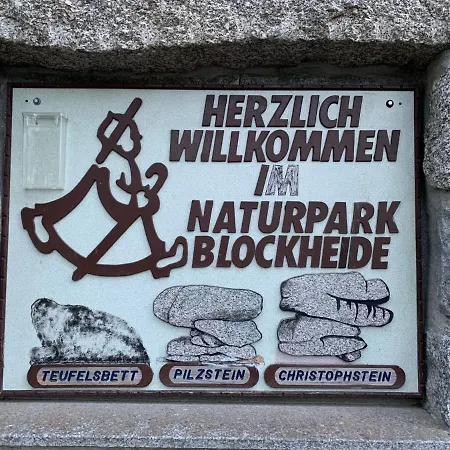 HERZLICH
WILLKOMMEN
IM
NATURPARK
BLOCKHEIDE
TEUFELSBETT PILZSTEIN CHRISTOPHSTEIN